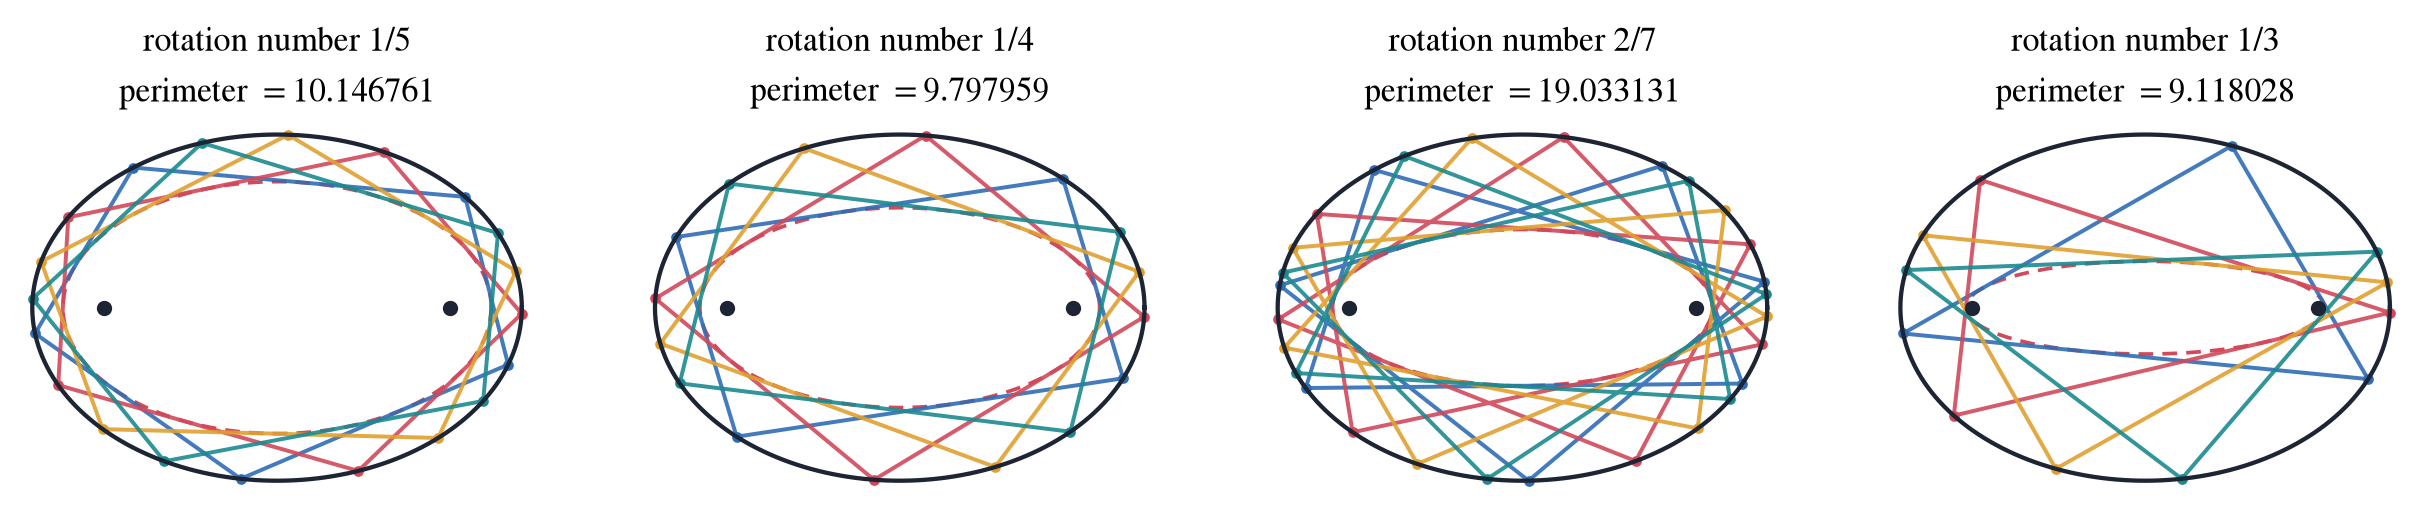 rotation number 1/5
perimeter = 10.146761
rotation number 1/4
perimeter = 9.797959
rotation number 2/7
perimeter = 19.033131
rotation number 1/3
perimeter = 9.118028